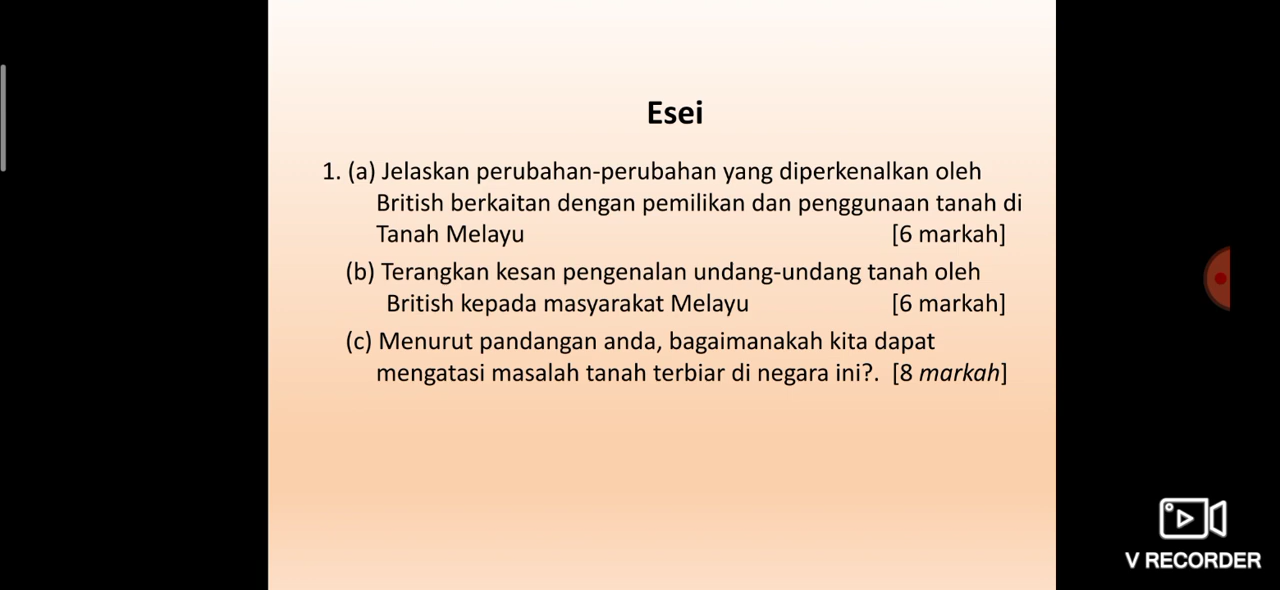 Esei
1. (a) Jelaskan perubahan-perubahan yang diperkenalkan oleh
British berkaitan dengan pemilikan dan penggunaan tanah di
Tanah Melayu [6 markah]
(b) Terangkan kesan pengenalan undang-undang tanah oleh
British kepada masyarakat Melayu [6 markah]
(c) Menurut pandangan anda, bagaimanakah kita dapat
mengatasi masalah tanah terbiar di negara ini?. [8 markah]
V RECORDER